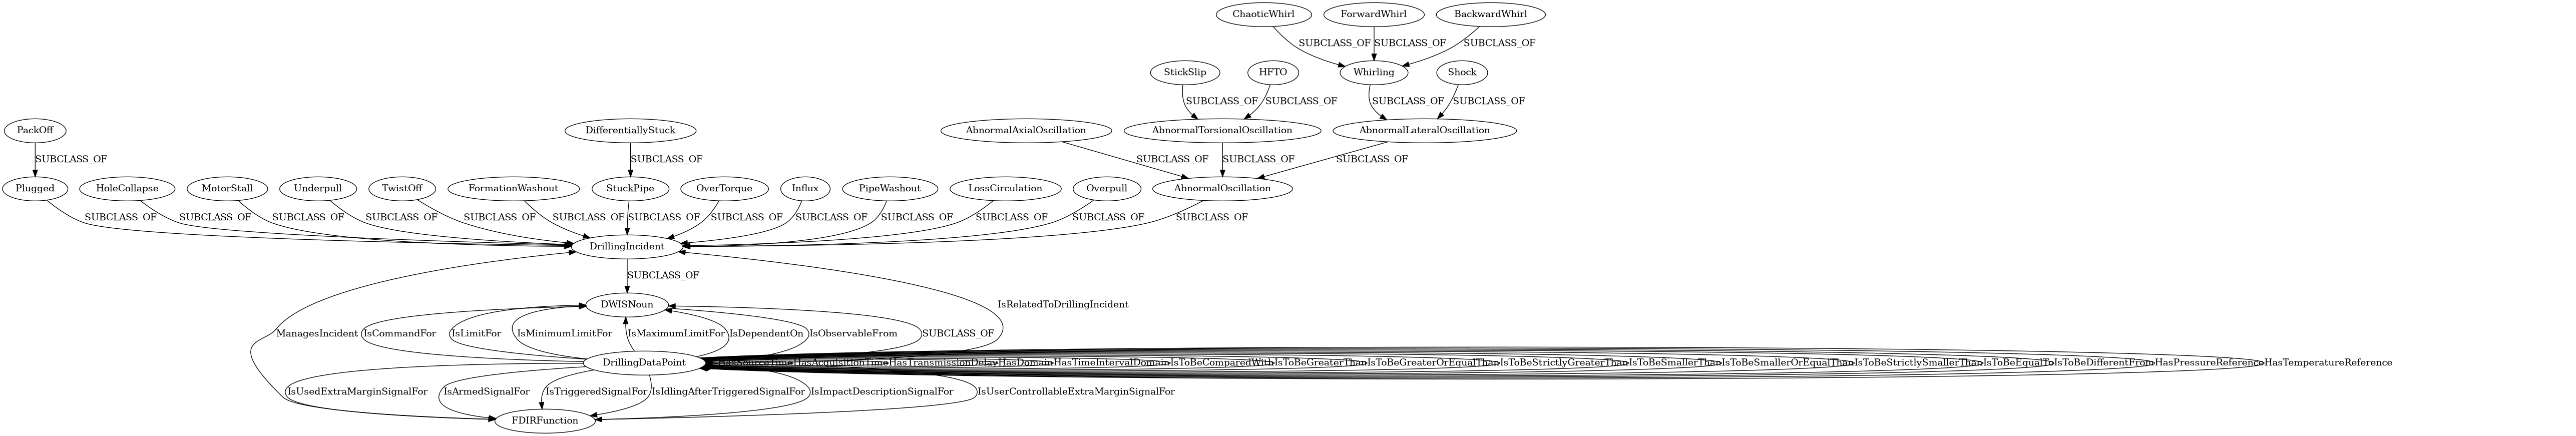 ChaoticWhirl ForwardWhirl BackwardWhirl
SUBCLASS_OF SUBCLASS_OF SUBCLASS_OF
StickSlip HFTO Whirling Shock
SUBCLASS_OF SUBCLASS_OF SUBCLASS_OF SUBCLASS_OF
PackOff DifferentiallyStuck AbnormalAxialOscillation AbnormalTorsionalOscillation AbnormalLateralOscillation
SUBCLASS_OF SUBCLASS_OF SUBCLASS_OF SUBCLASS_OF SUBCLASS_OF
Plugged HoleCollapse MotorStall Underpull TwistOff FormationWashout StuckPipe OverTorque Influx PipeWashout LossCirculation Overpull AbnormalOscillation
SUBCLASS_OF SUBCLASS_OF SUBCLASS_OF SUBCLASS_OF SUBCLASS_OF SUBCLASS_OF SUBCLASS_OF SUBCLASS_OF SUBCLASS_OF SUBCLASS_OF SUBCLASS_OF SUBCLASS_OF SUBCLASS_OF
DrillingIncident
SUBCLASS_OF
DWISNoun IsRelatedToDrillingIncident
ManagesIncident IsCommandFor IsLimitFor IsMinimumLimitFor IsMaximumLimitFor IsDependentOn IsObservableFrom SUBCLASS_OF
DrillingDataPoint HasAcquisitionTime HasTransmissionDelay HasDomain HasTimeIntervalDomain IsToBeComparedWith IsToBeGreaterThan IsToBeGreaterOrEqualThan IsToBeStrictlyGreaterThan IsToBeSmallerThan IsToBeSmallerOrEqualThan IsToBeStrictlySmallerThan IsToBeEqualTo IsToBeDifferentFrom HasPressureReference HasTemperatureReference
IsUsedExtraMarginSignalFor IsArmedSignalFor IsTriggeredSignalFor IsIdlingAfterTriggeredSignalFor IsImpactDescriptionSignalFor IsUserControllableExtraMarginSignalFor
FDIRFunction